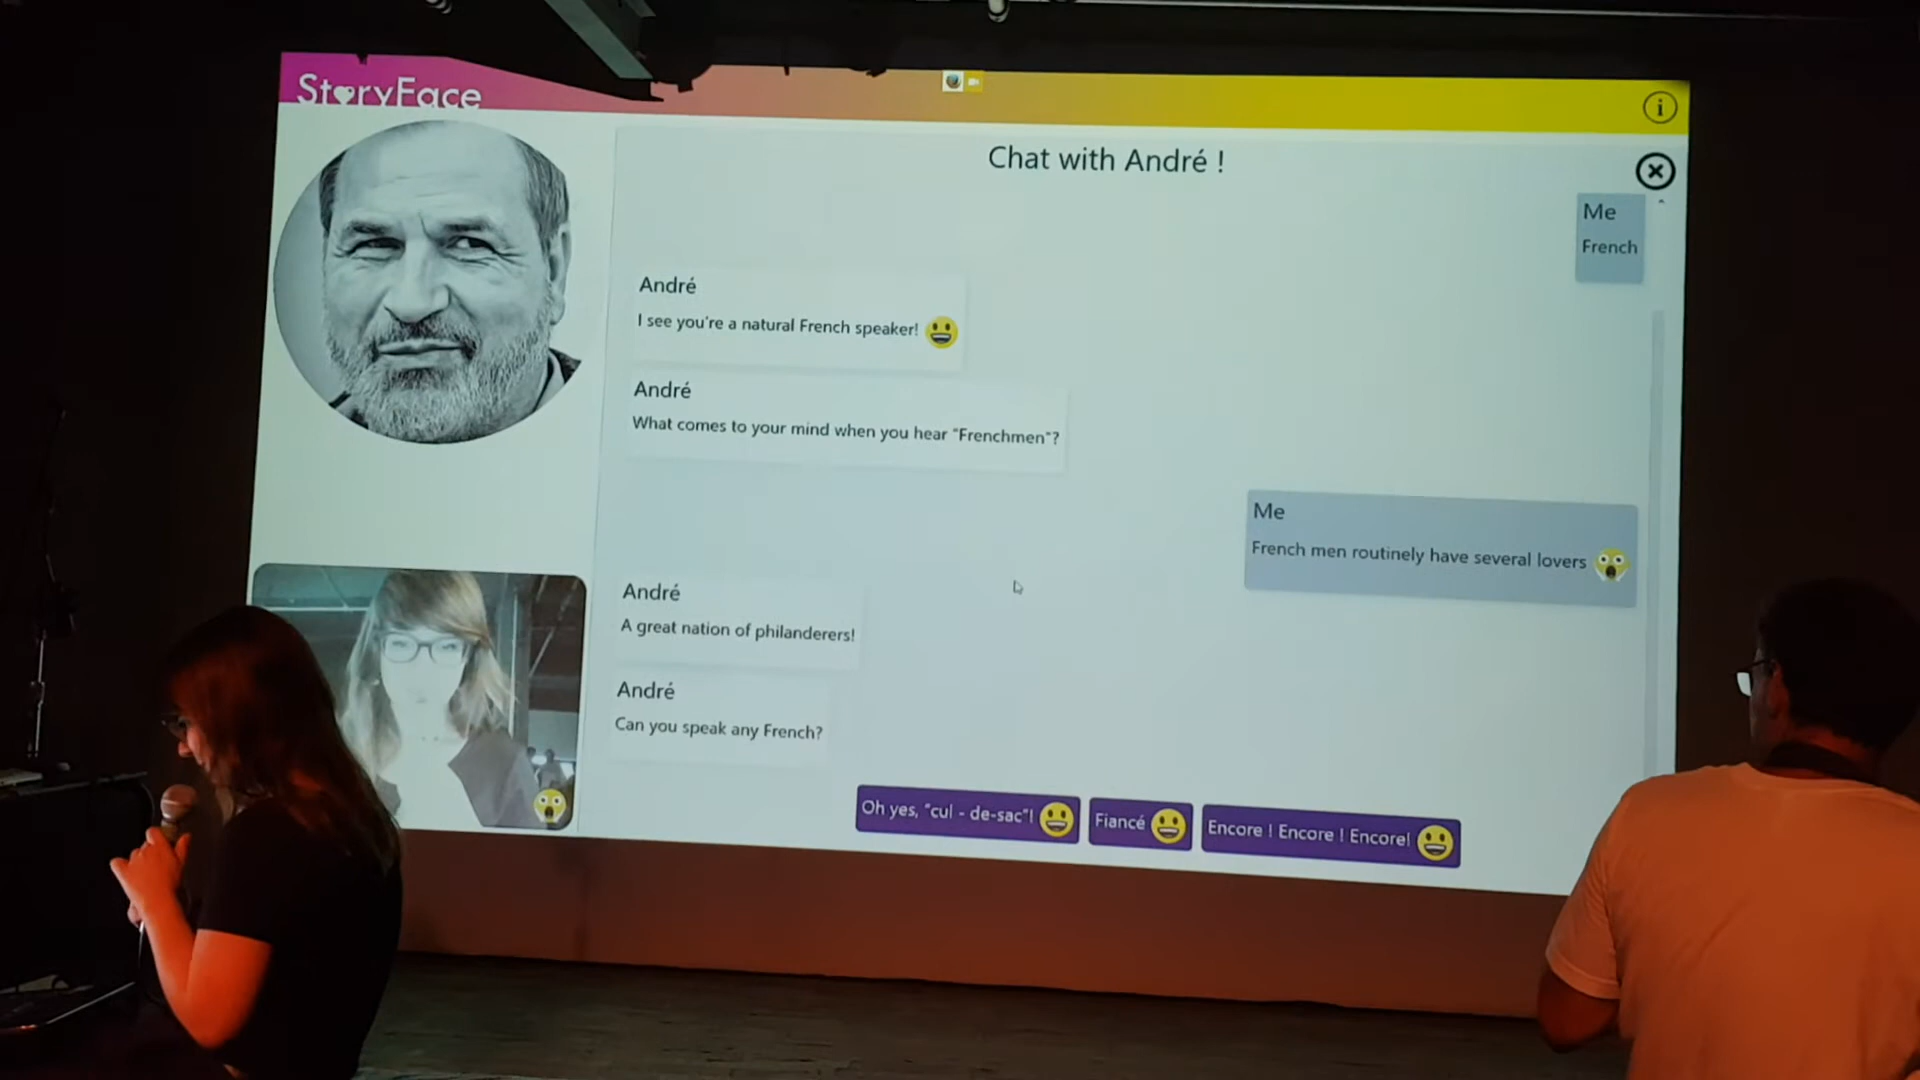 StoryFace
i
Chat with André !
Me
French
André
I see you're a natural French speaker!
André
What comes to your mind when you hear "Frenchmen"?
Me
French men routinely have several lovers
André
A great nation of philanderers!
André
Can you speak any French?
Oh yes, "cul - de-sac"!
Fiancé
Encore ! Encore ! Encore!